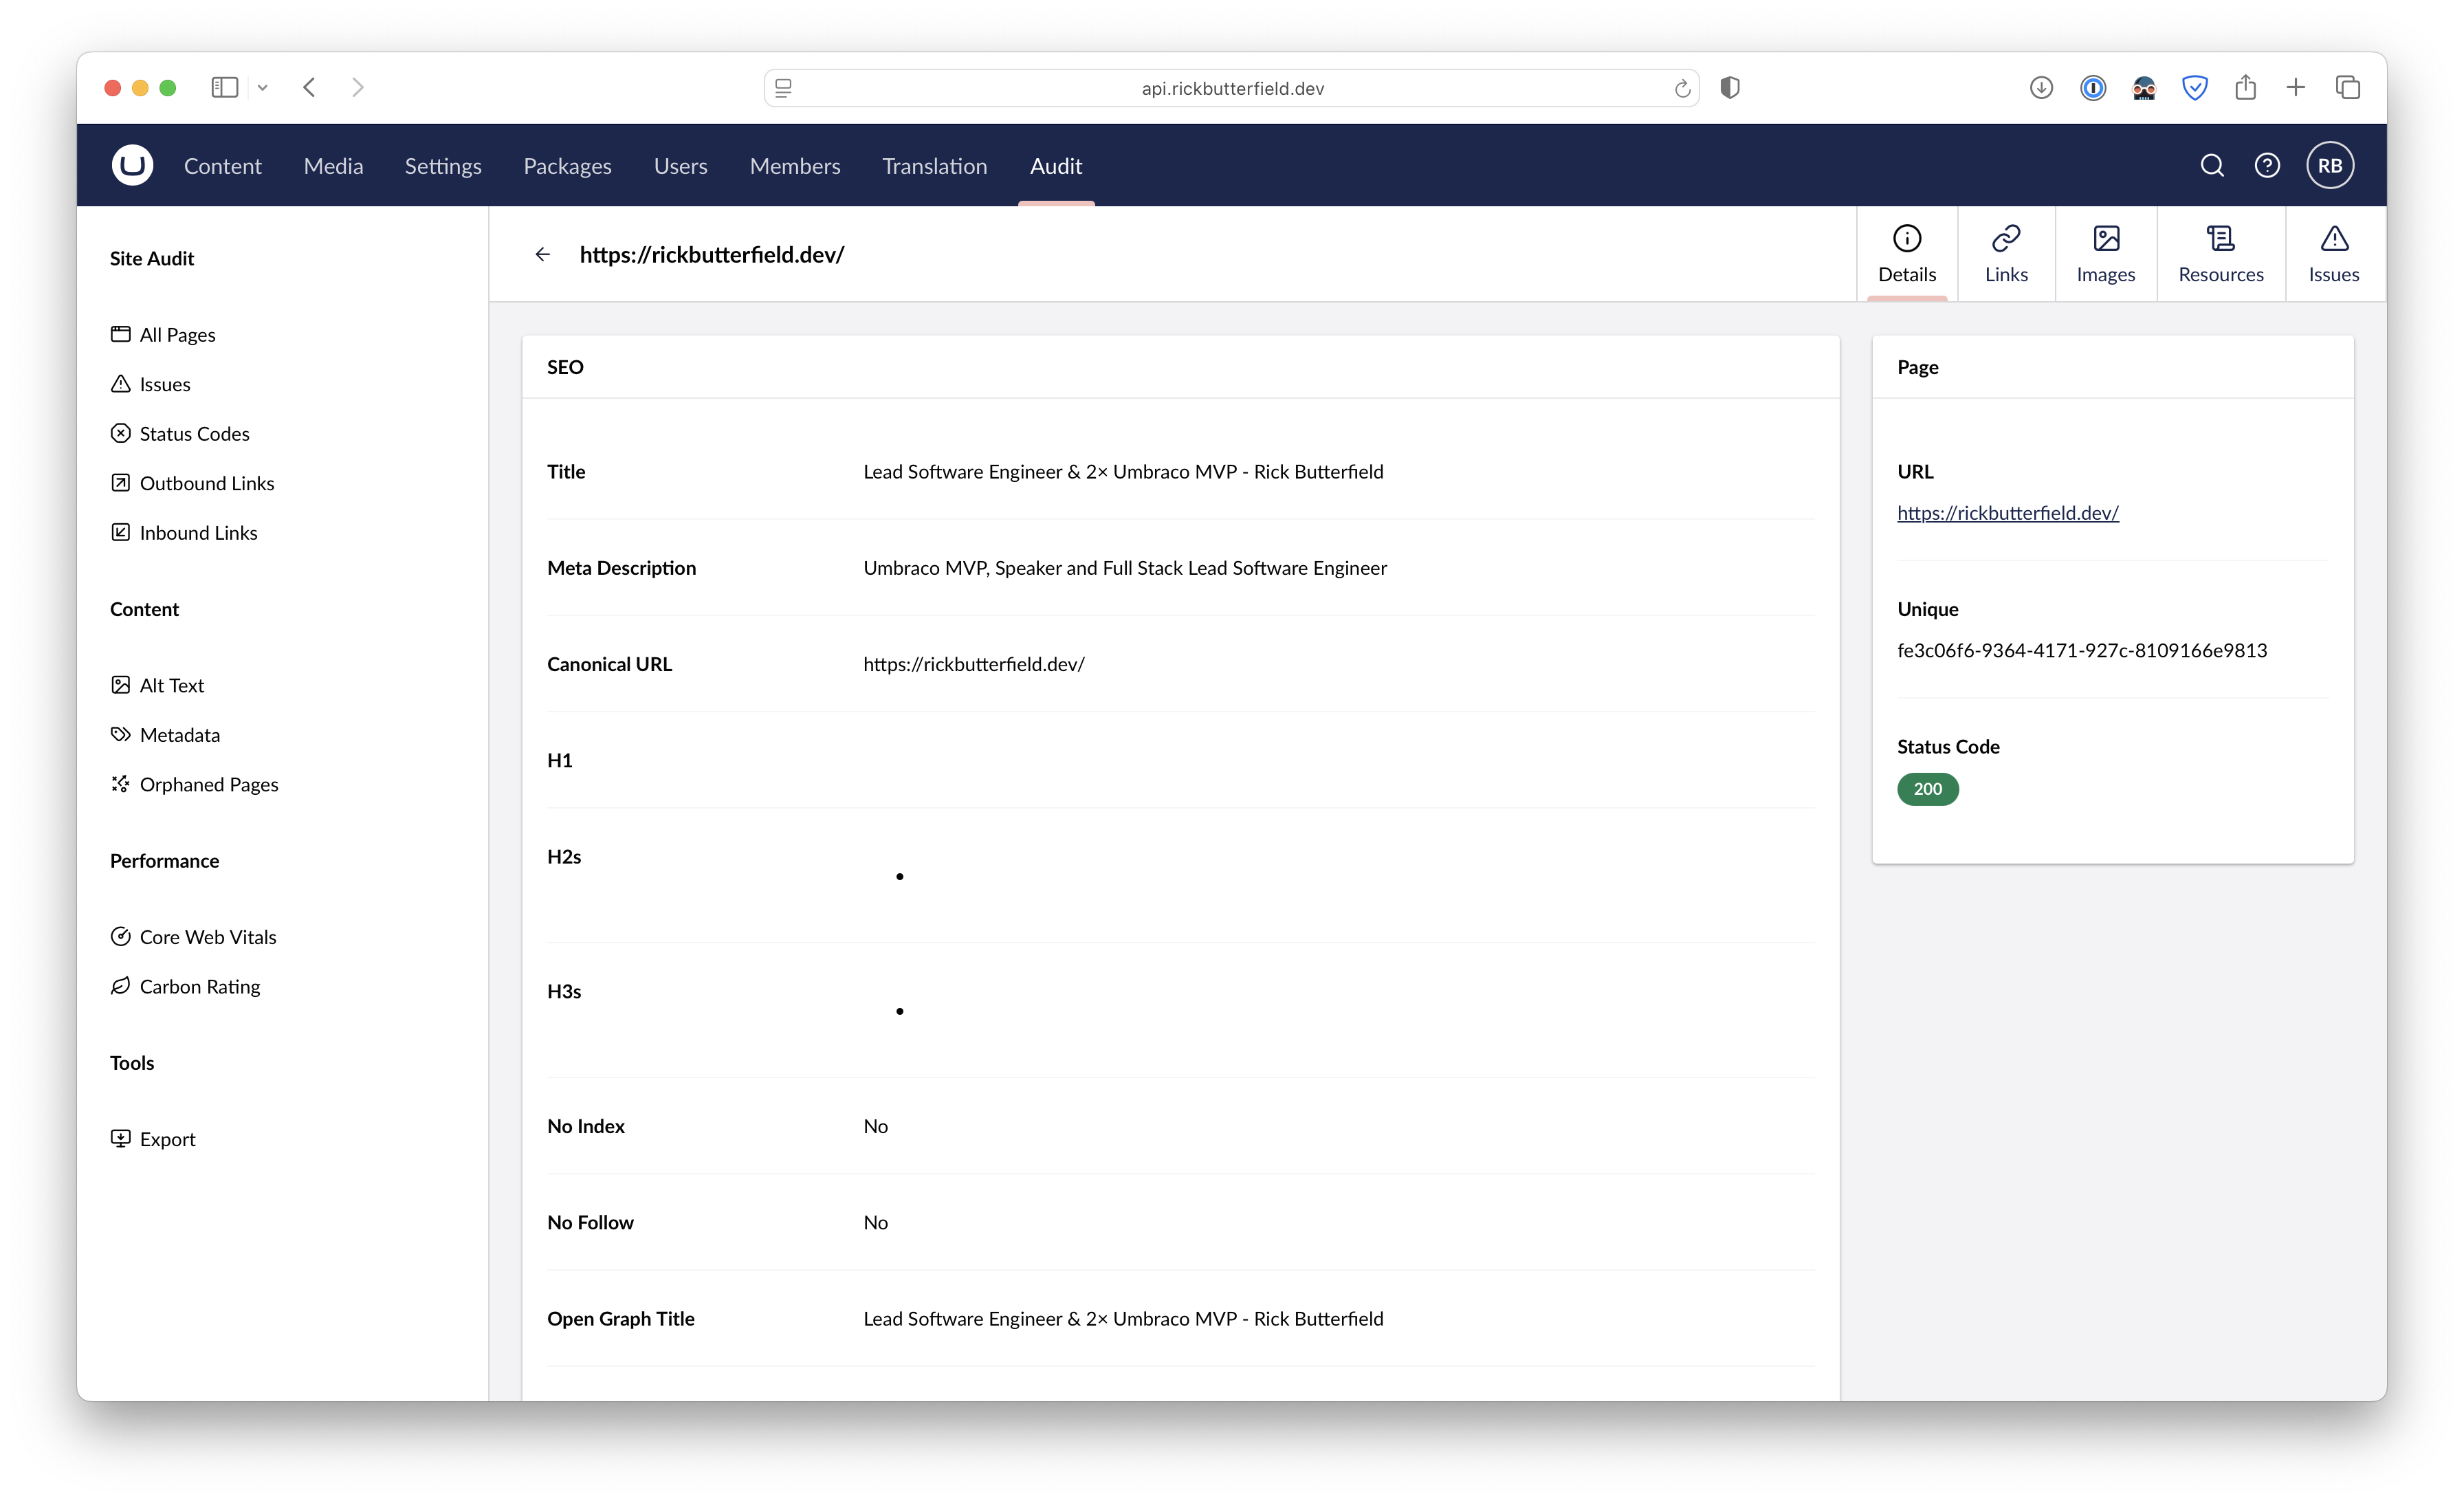 api.rickbutterfield.dev
Content Media Settings Packages Users Members Translation Audit RB
Site Audit
All Pages
Issues
Status Codes
Outbound Links
Inbound Links
Content
Alt Text
Metadata
Orphaned Pages
Performance
Core Web Vitals
Carbon Rating
Tools
Export
https://rickbutterfield.dev/
Details Links Images Resources Issues
SEO
Title Lead Software Engineer & 2× Umbraco MVP - Rick Butterfield
Meta Description Umbraco MVP, Speaker and Full Stack Lead Software Engineer
Canonical URL https://rickbutterfield.dev/
H1
H2s
•
H3s
•
No Index No
No Follow No
Open Graph Title Lead Software Engineer & 2× Umbraco MVP - Rick Butterfield
Page
URL
https://rickbutterfield.dev/
Unique
fe3c06f6-9364-4171-927c-8109166e9813
Status Code
200